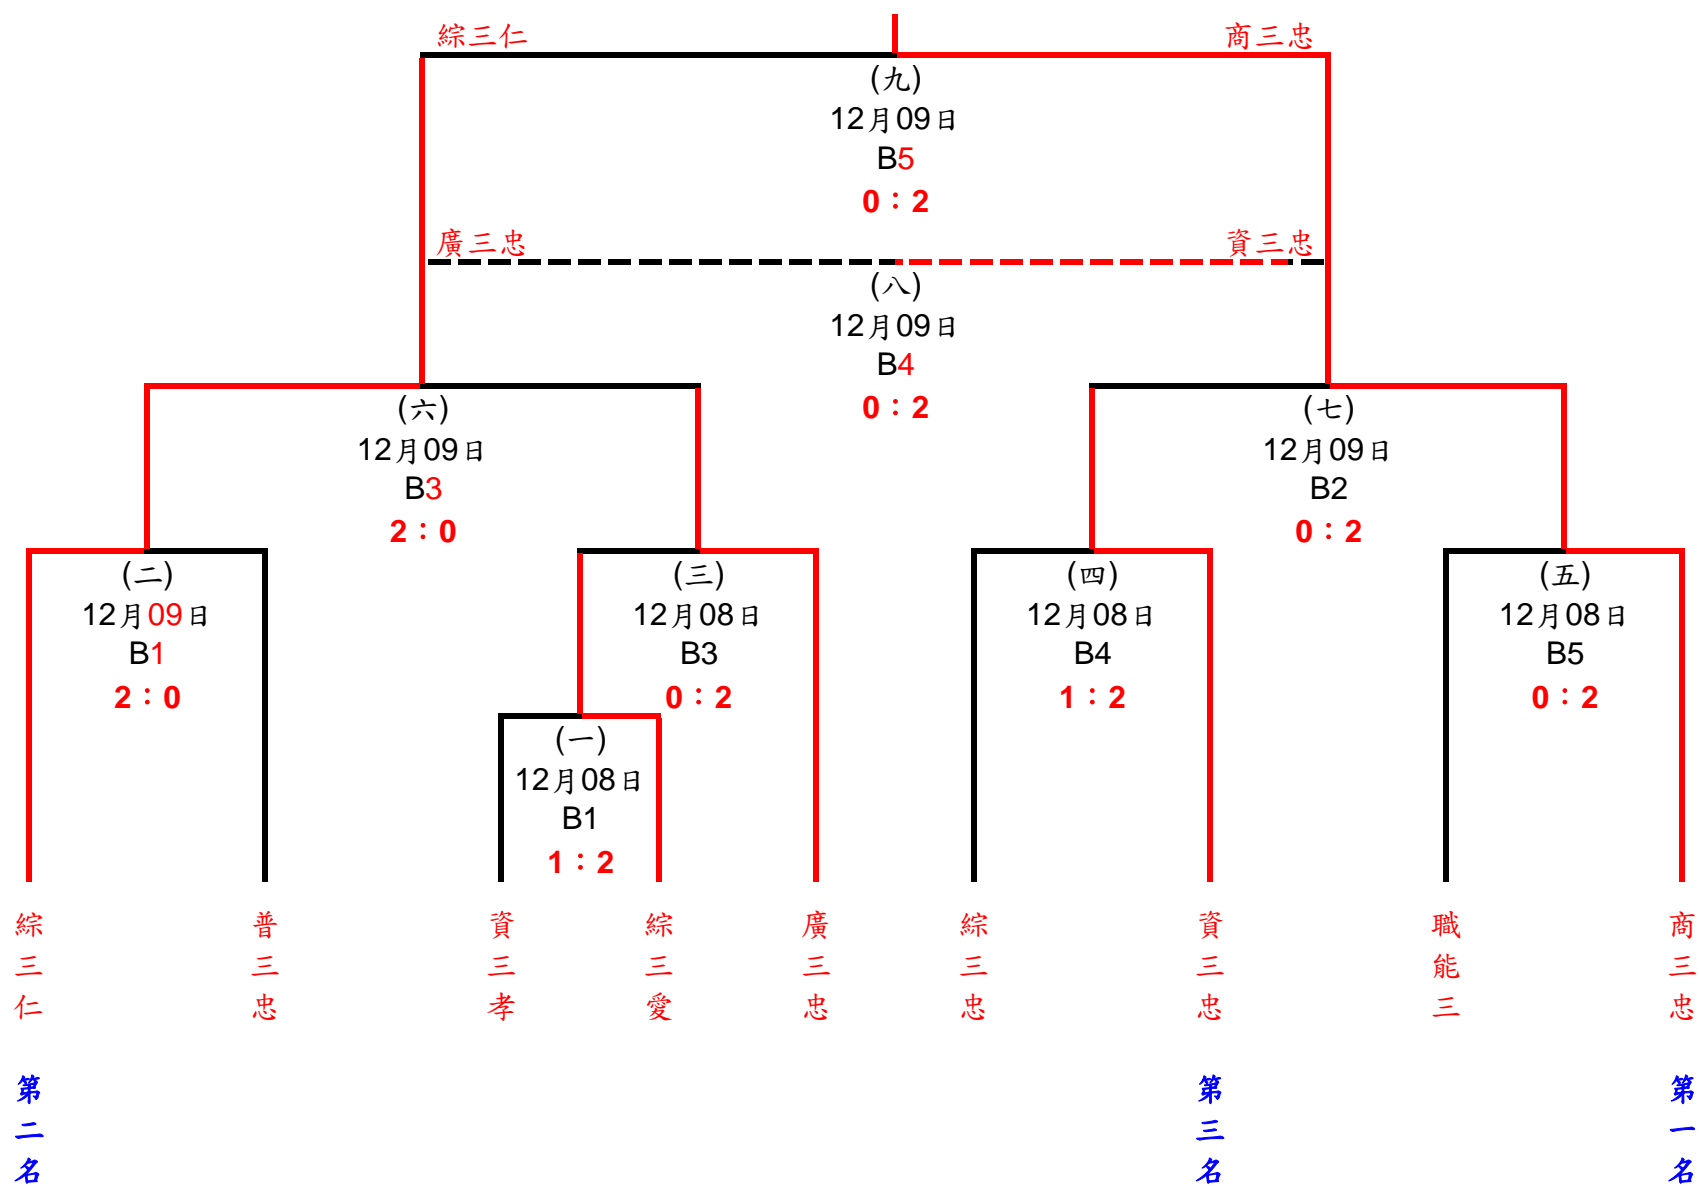 綜三仁
商三忠
(九)
12月09日
B5
0：2
廣三忠
資三忠
(八)
12月09日
B4
0：2
(六)
12月09日
B3
2：0
(七)
12月09日
B2
0：2
(二)
12月09日
B1
2：0
(三)
12月08日
B3
0：2
(四)
12月08日
B4
1：2
(五)
12月08日
B5
0：2
(一)
12月08日
B1
1：2
綜三仁
普三忠
資三孝
綜三愛
廣三忠
綜三忠
資三忠
職能三
商三忠
第二名
第三名
第一名